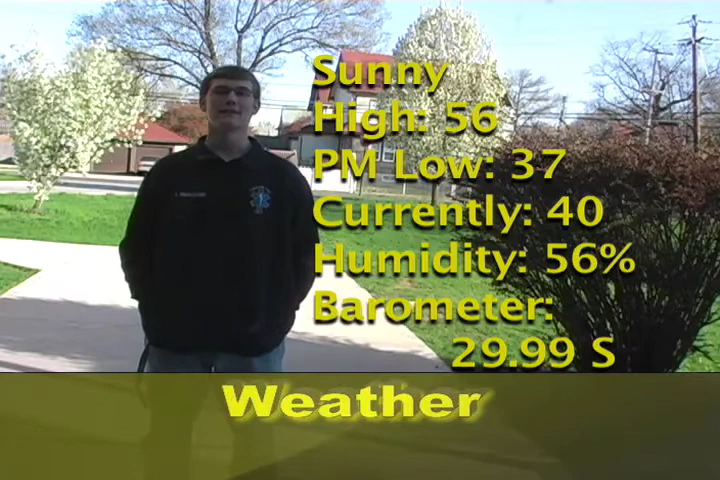 Sunny
High: 56
PM Low: 37
Currently: 40
Humidity: 56%
Barometer:
29.99 S
Weather